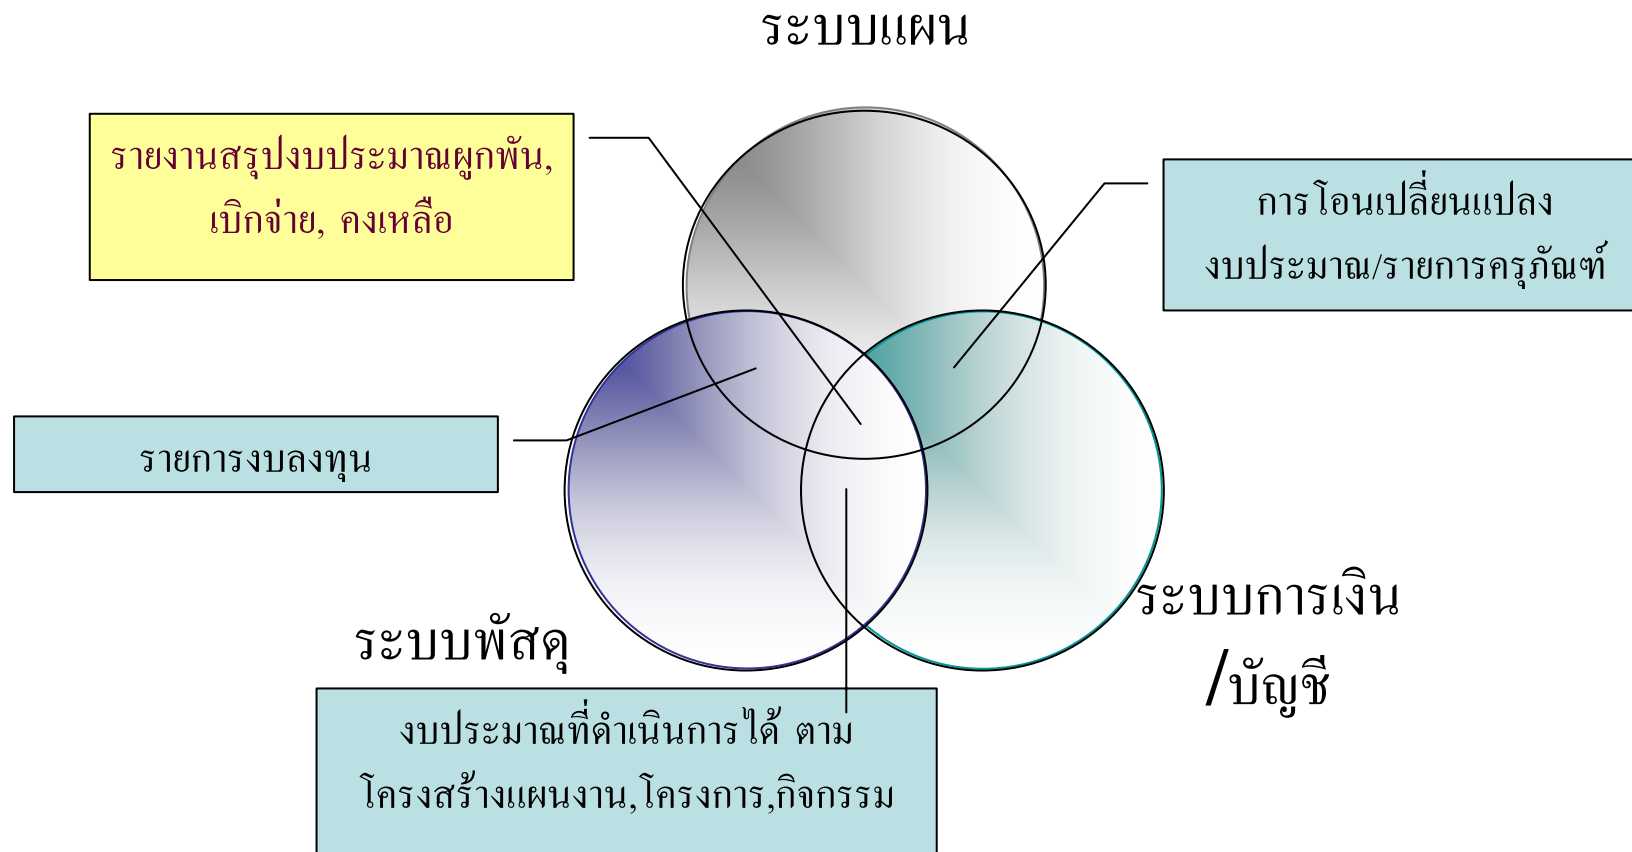 ระบบแผน
รายงานสรุปงบประมาณผูกพัน,
เบิกจ่าย, คงเหลือ
การโอนเปลี่ยนแปลง
งบประมาณ/รายการครุภัณฑ์
รายการงบลงทุน
ระบบการเงิน
/บัญชี
ระบบพัสดุ
งบประมาณที่ดำเนินการได้ ตาม
โครงสร้างแผนงาน,โครงการ,กิจกรรม